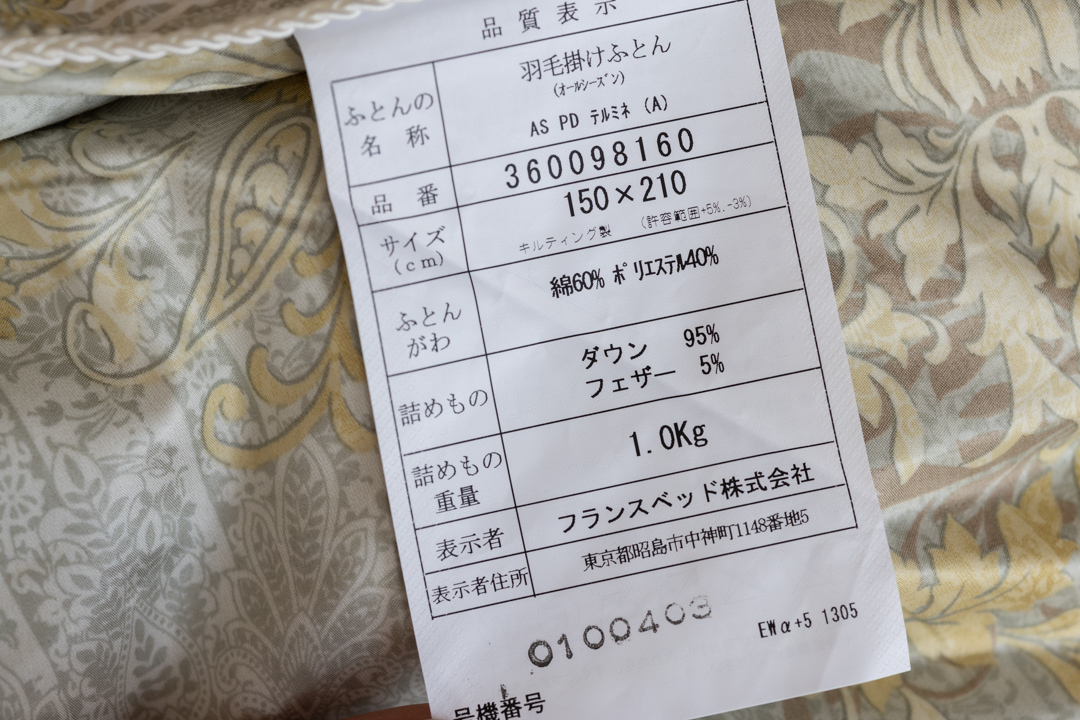 品質表示
ふとんの
名 称
羽毛掛けふとん
(ｵｰﾙｼｰｽﾞﾝ)
AS PD ﾃﾙﾐﾈ (A)
品 番
360098160
サイズ
(cm)
150×210
キルティング製 (許容範囲+5%.-3%)
ふとん
がわ
綿60% ﾎﾟﾘｴｽﾃﾙ40%
詰めもの
ダウン 95%
フェザー 5%
詰めもの
重量
1.0Kg
表示者
フランスベッド株式会社
表示者住所
東京都昭島市中神町1148番地5
0100403
EWα+5 1305
号機番号